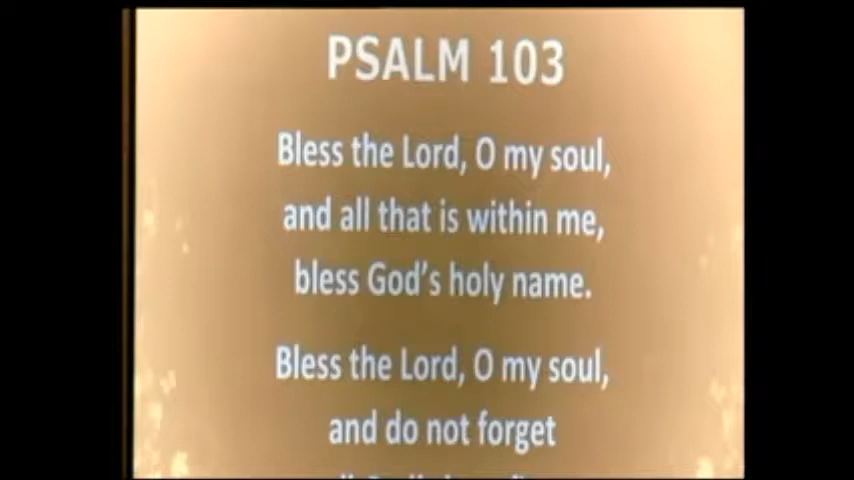 PSALM 103
Bless the Lord, O my soul,
and all that is within me,
bless God's holy name.
Bless the Lord, O my soul,
and do not forget